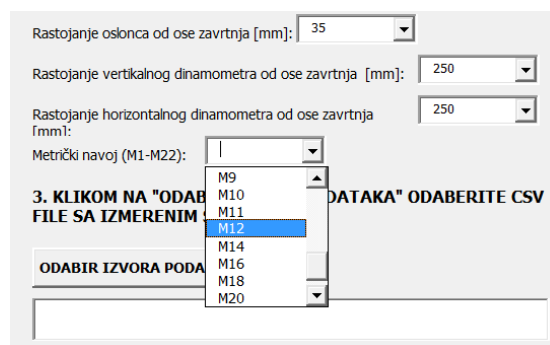 Rastojanje oslonca od ose zavrtnja [mm]: 35
Rastojanje vertikalnog dinamometra od ose zavrtnja [mm]: 250
Rastojanje horizontalnog dinamometra od ose zavrtnja 250
[mm]:
Metrički navoj (M1-M22):
M9
3. KLIKOM NA "ODAB M10 DATAKA" ODABERITE CSV
M11
FILE SA IZMERENIM M12
M14
ODABIR IZVORA PODA M16
M18
M20